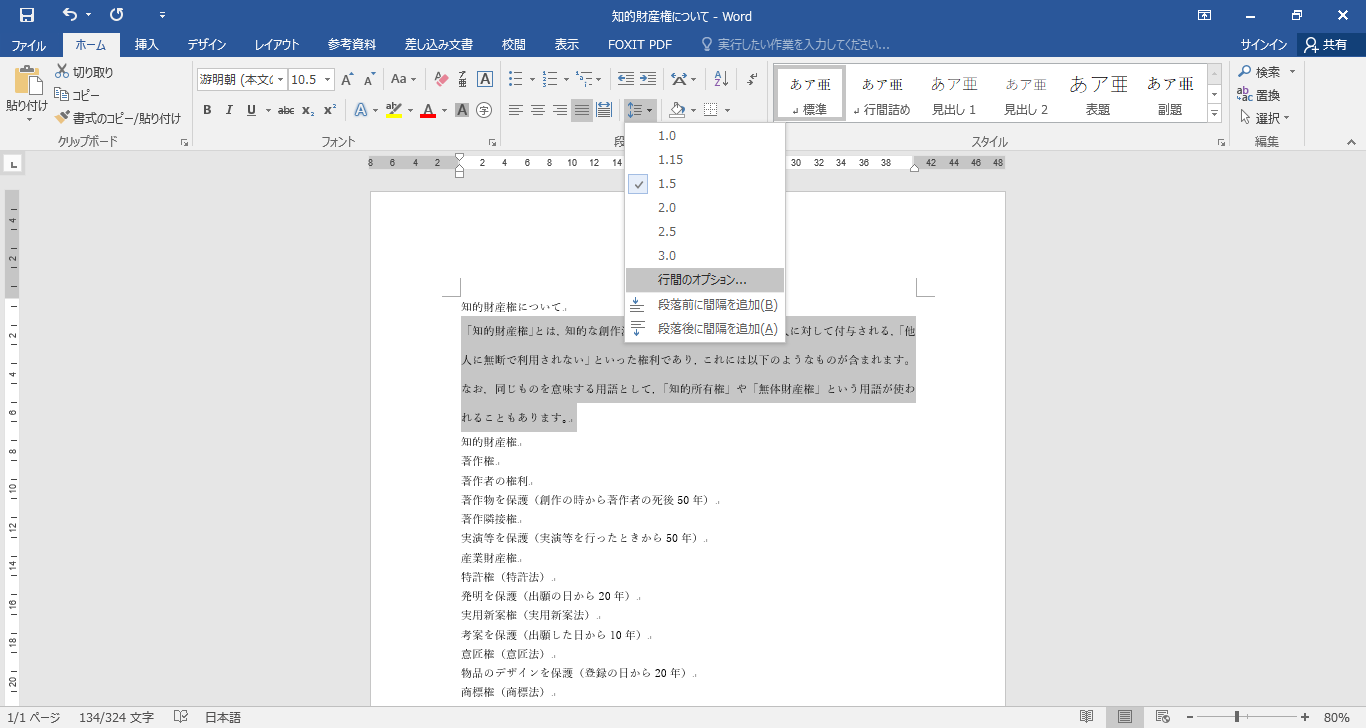 知的財産権について - Word
ファイル ホーム 挿入 デザイン レイアウト 参考資料 差し込み文書 校閲 表示 FOXIT PDF 実行したい作業を入力してください... サインイン 共有
貼り付け
切り取り
コピー
書式のコピー/貼り付け
クリップボード
游明朝 (本文の 10.5
フォント
段
あア亜 あア亜 あア亜 あア亜 あア亜 あア亜
標準 行間詰め 見出し 1 見出し 2 表題 副題
スタイル
検索
置換
選択
編集
1.0
1.15
1.5
2.0
2.5
3.0
行間のオプション...
段落前に間隔を追加(B)
段落後に間隔を追加(A)
8 6 4 2 2 4 6 8 10 12 14 30 32 34 36 38 42 44 46 48
知的財産権について
「知的財産権」とは、知的な創作 人に対して付与される、「他
人に無断で利用されない」といった権利であり、これには以下のようなものが含まれます。
なお、同じものを意味する用語として、「知的所有権」や「無体財産権」という用語が使わ
れることもあります。
知的財産権
著作権
著作者の権利
著作物を保護（創作の時から著作者の死後 50 年）
著作隣接権
実演等を保護（実演等を行ったときから 50 年）
産業財産権
特許権（特許法）
発明を保護（出願の日から 20 年）
実用新案権（実用新案法）
考案を保護（出願した日から 10 年）
意匠権（意匠法）
物品のデザインを保護（登録の日から 20 年）
商標権（商標法）
1/1 ページ 134/324 文字 日本語 80%